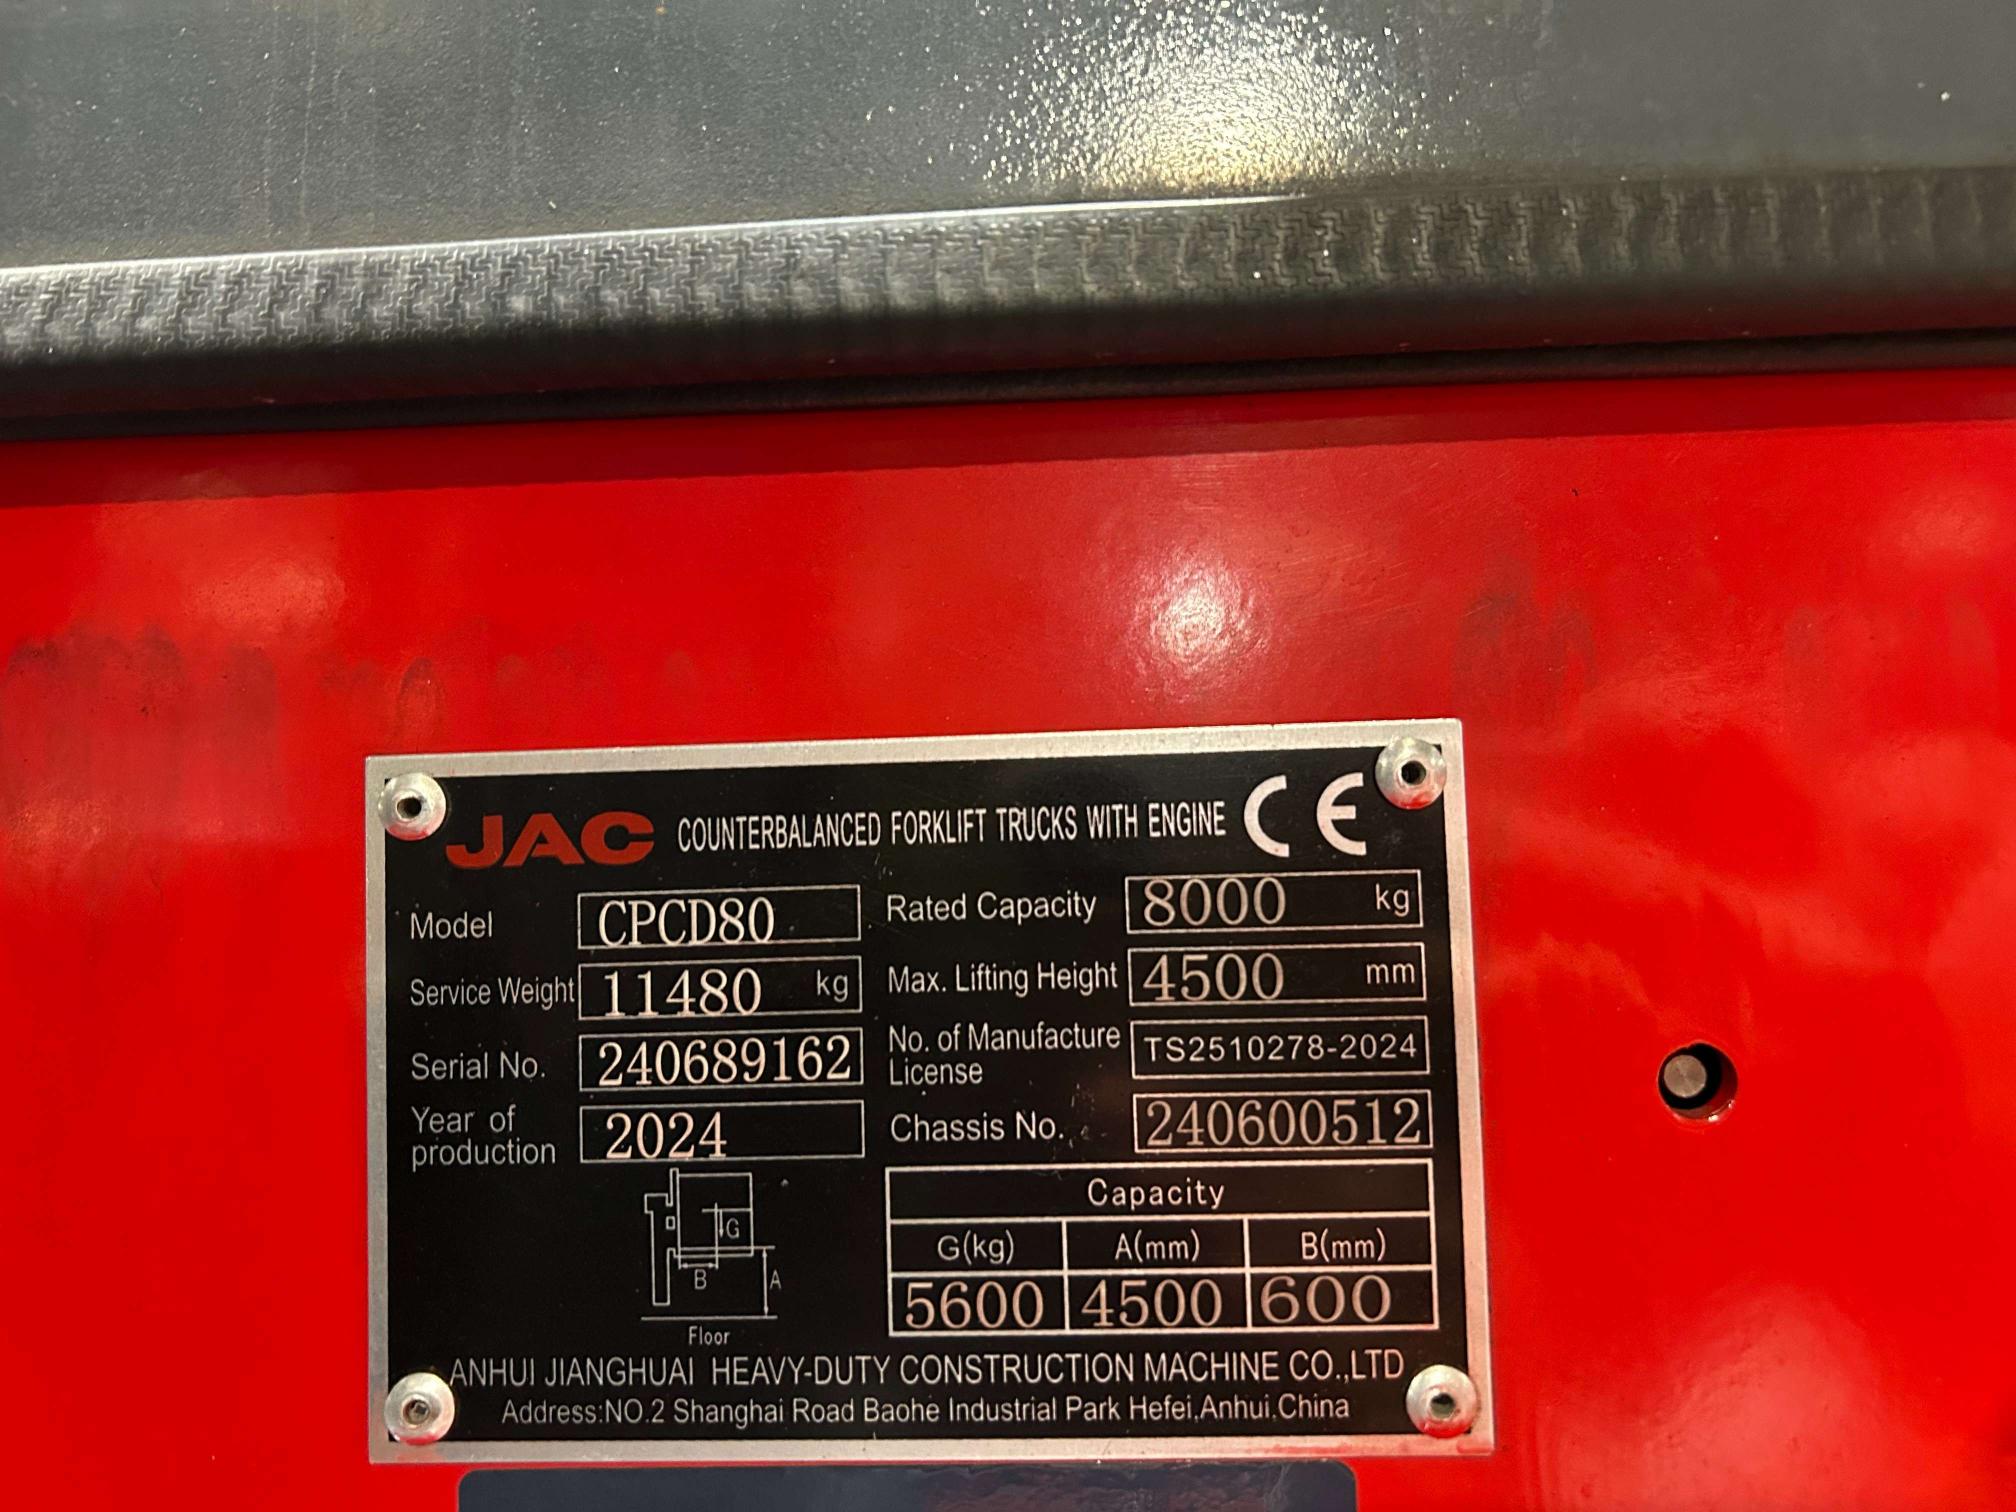 JAC COUNTERBALANCED FORKLIFT TRUCKS WITH ENGINE CE
Model CPCD80 Rated Capacity 8000 kg
Service Weight 11480 kg Max. Lifting Height 4500 mm
Serial No. 240689162 No. of Manufacture License TS2510278-2024
Year of production 2024 Chassis No. 240600512
Capacity
G(kg) A(mm) B(mm)
5600 4500 600
G
B A
Floor
ANHUI JIANGHUAI HEAVY-DUTY CONSTRUCTION MACHINE CO.,LTD
Address:NO.2 Shanghai Road Baohe Industrial Park Hefei,Anhui,China